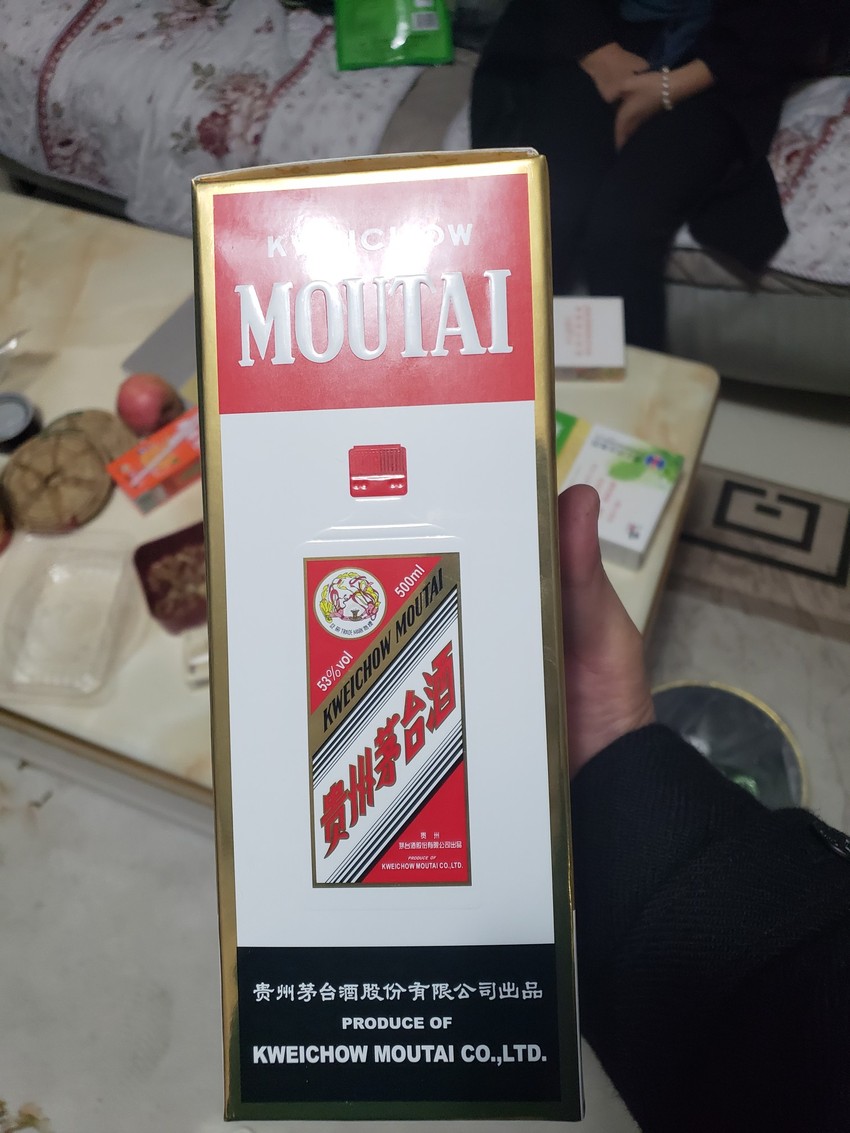 KWEICHOW
MOUTAI
500ml
53%vol
KWEICHOW MOUTAI
贵州茅台酒
贵 州
茅台酒股份有限公司出品
PRODUCE OF
KWEICHOW MOUTAI CO.,LTD.
贵州茅台酒股份有限公司出品
PRODUCE OF
KWEICHOW MOUTAI CO.,LTD.